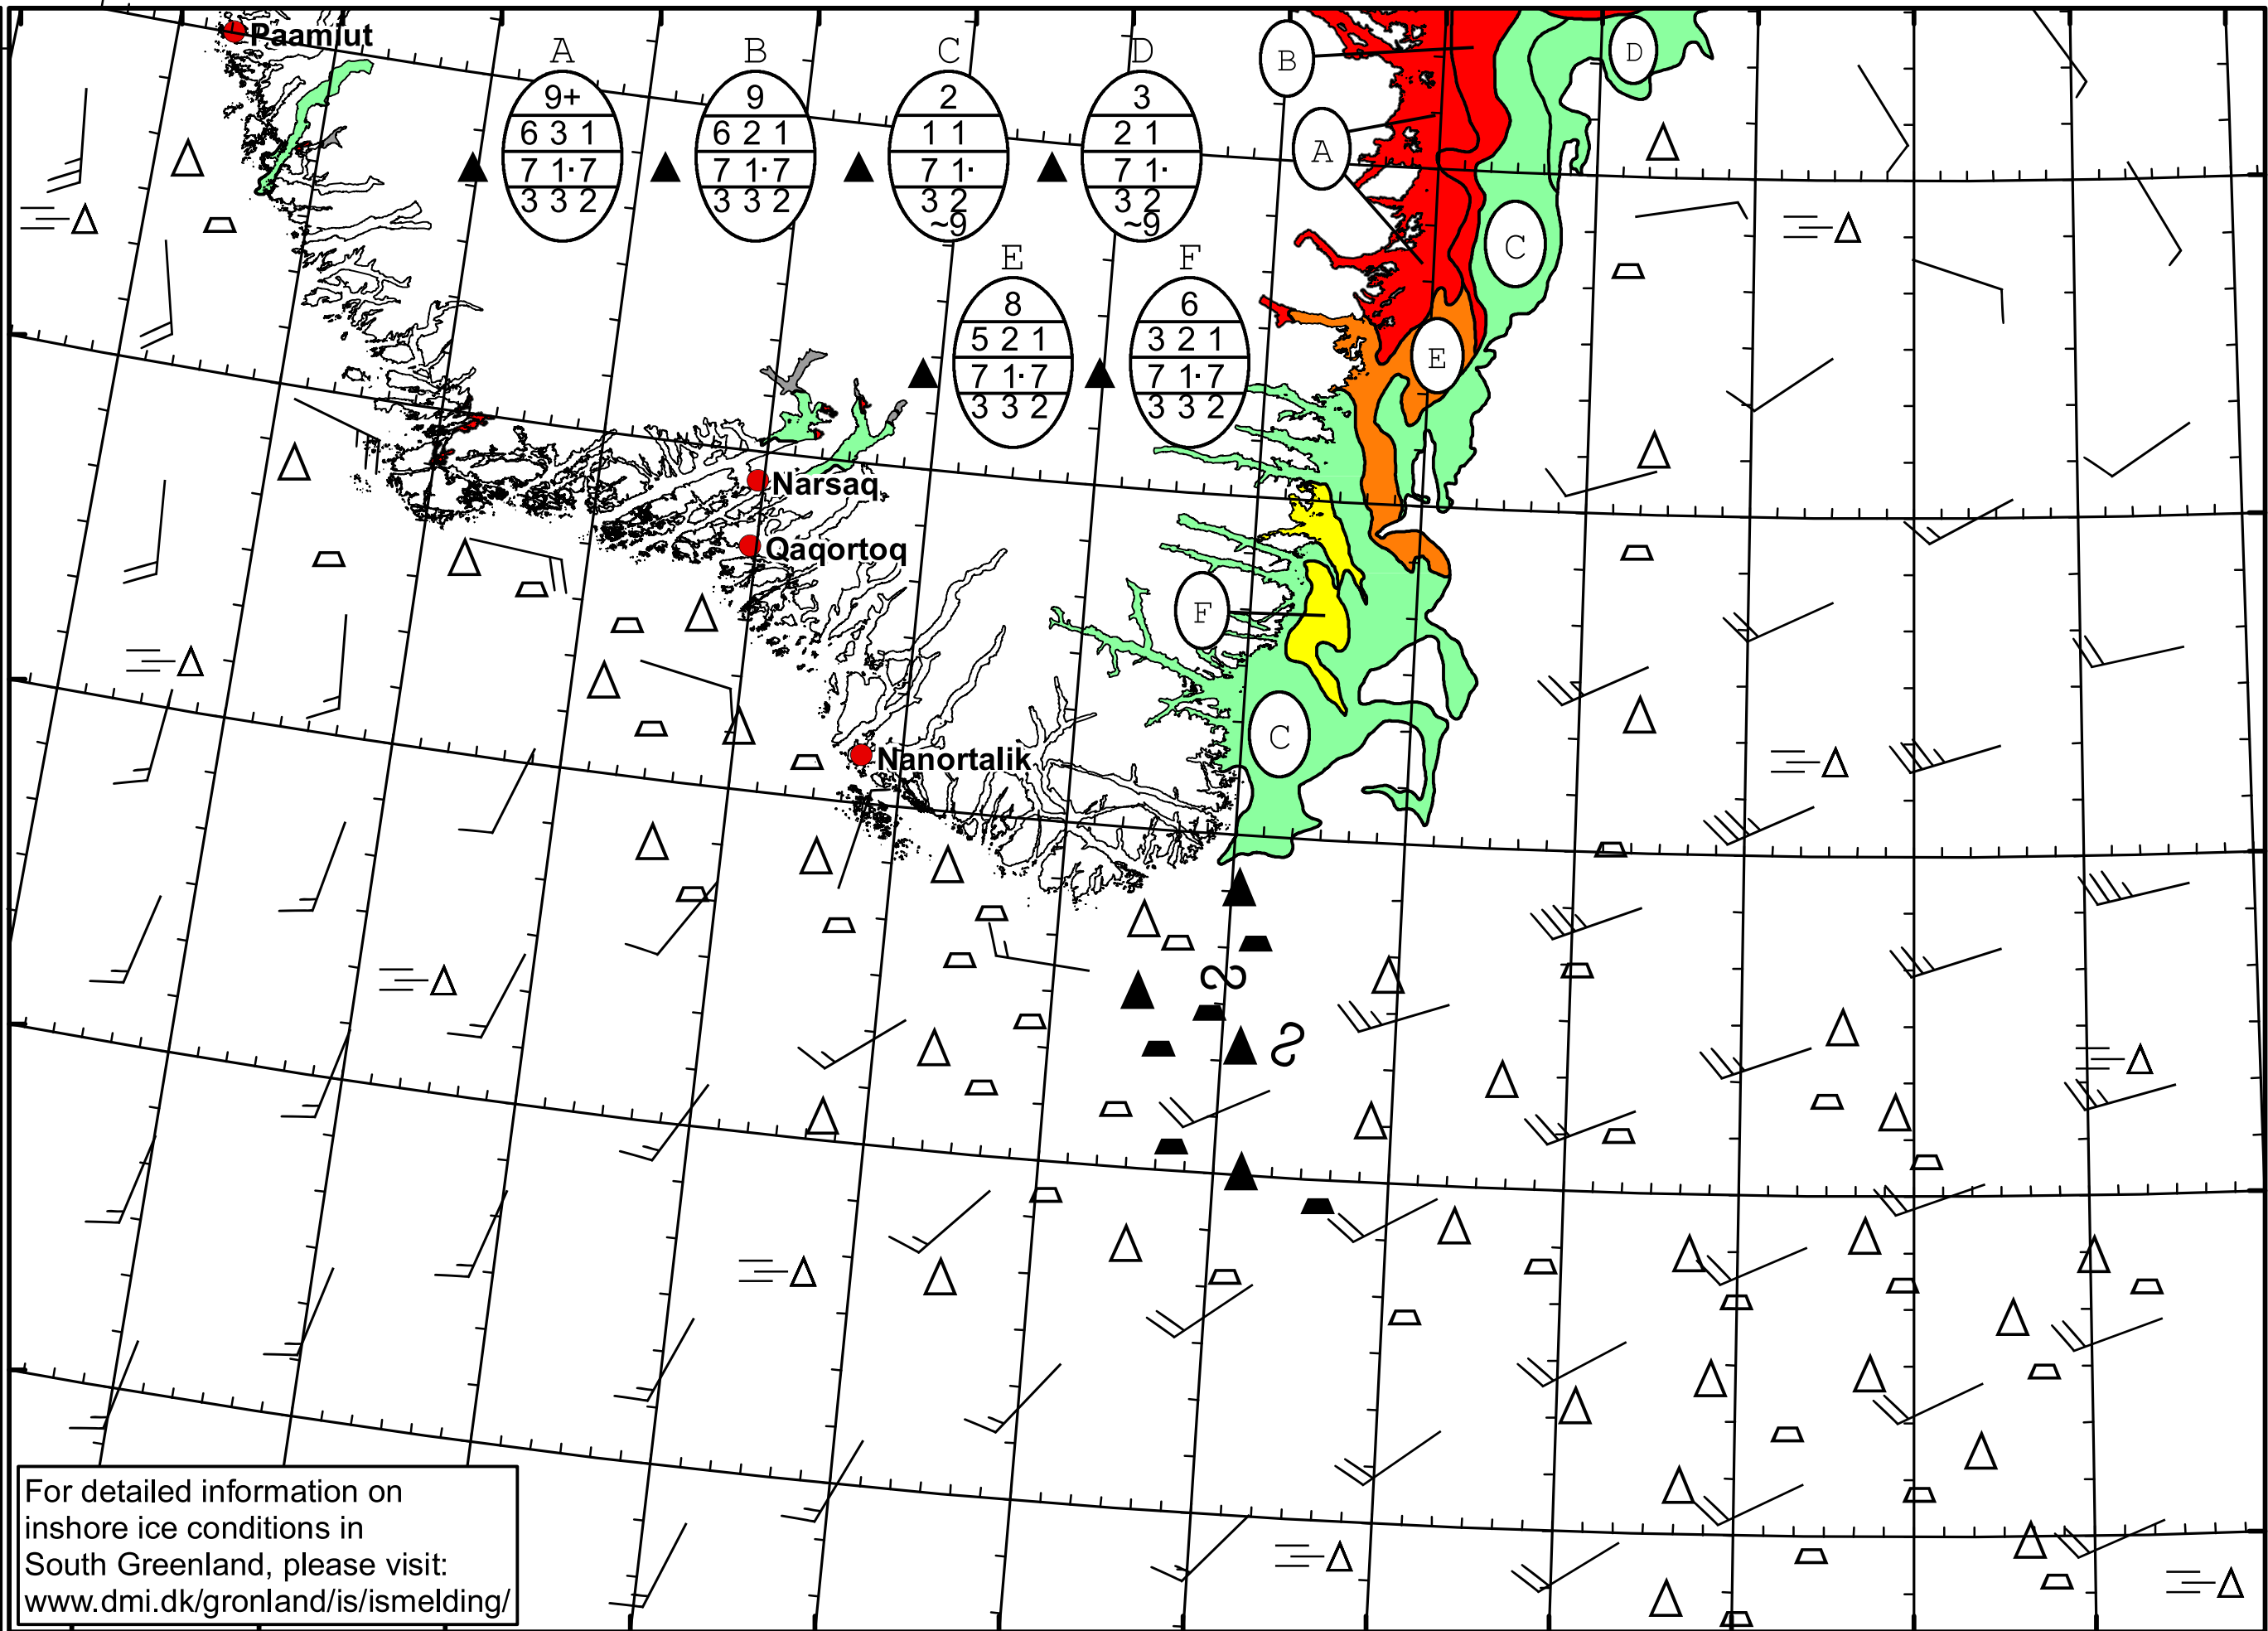 Paamiut
A B C D
9+
6 3 1
7 1· 7
3 3 2
9
6 2 1
7 1· 7
3 3 2
2
1 1
7 1·
3 2
~9
3
2 1
7 1·
3 2
~9
E F
8
5 2 1
7 1· 7
3 3 2
6
3 2 1
7 1· 7
3 3 2
B
D
A
C
E
Narsaq
Qaqortoq
F
C
Nanortalik
For detailed information on
inshore ice conditions in
South Greenland, please visit:
www.dmi.dk/gronland/is/ismelding/